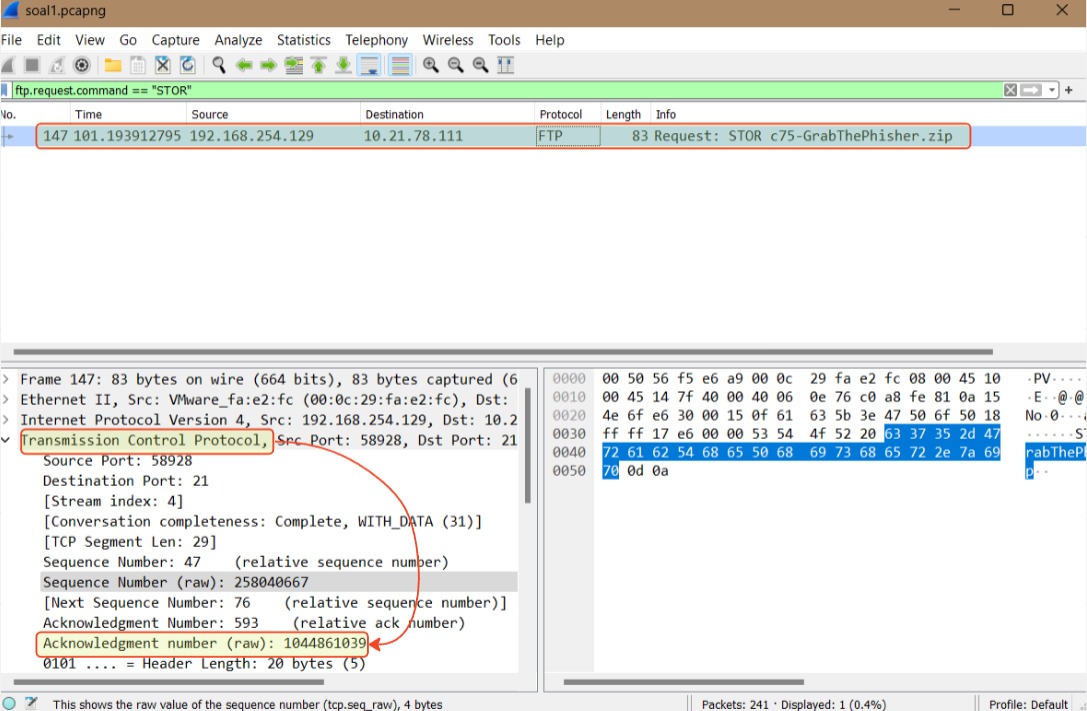 soal1.pcapng
File Edit View Go Capture Analyze Statistics Telephony Wireless Tools Help
ftp.request.command == "STOR"
No. Time Source Destination Protocol Length Info
147 101.193912795 192.168.254.129 10.21.78.111 FTP 83 Request: STOR c75-GrabThePhisher.zip
Frame 147: 83 bytes on wire (664 bits), 83 bytes captured (6
Ethernet II, Src: VMware_fa:e2:fc (00:0c:29:fa:e2:fc), Dst:
Internet Protocol Version 4, Src: 192.168.254.129, Dst: 10.2
Transmission Control Protocol, Src Port: 58928, Dst Port: 21
Source Port: 58928
Destination Port: 21
[Stream index: 4]
[Conversation completeness: Complete, WITH_DATA (31)]
[TCP Segment Len: 29]
Sequence Number: 47 (relative sequence number)
Sequence Number (raw): 258040667
[Next Sequence Number: 76 (relative sequence number)]
Acknowledgment Number: 593 (relative ack number)
Acknowledgment number (raw): 1044861039
0101 .... = Header Length: 20 bytes (5)
0000 00 50 56 f5 e6 a9 00 0c 29 fa e2 fc 08 00 45 10 ·PV····
0010 00 45 14 7f 40 00 40 06 0e 76 c0 a8 fe 81 0a 15 ·E··@·@
0020 4e 6f e6 30 00 15 0f 61 63 5b 3e 47 50 6f 50 18 No·0···a
0030 ff ff 17 e6 00 00 53 54 4f 52 20 63 37 35 2d 47 ······ST
0040 72 61 62 54 68 65 50 68 69 73 68 65 72 2e 7a 69 rabThePh
0050 70 0d 0a p··
This shows the raw value of the sequence number (tcp.seq_raw), 4 bytes
Packets: 241 · Displayed: 1 (0.4%)
Profile: Default